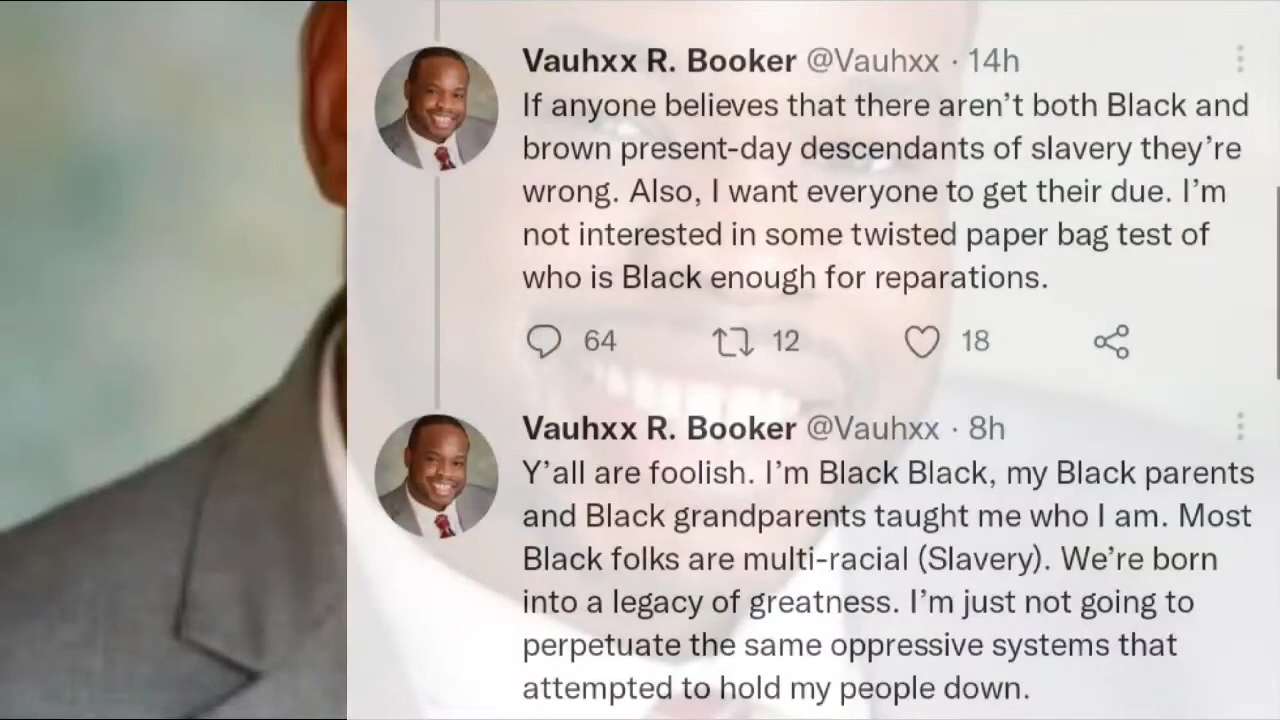 Vauhxx R. Booker @Vauhxx · 14h
If anyone believes that there aren't both Black and
brown present-day descendants of slavery they're
wrong. Also, I want everyone to get their due. I'm
not interested in some twisted paper bag test of
who is Black enough for reparations.
64 12 18
Vauhxx R. Booker @Vauhxx · 8h
Y'all are foolish. I'm Black Black, my Black parents
and Black grandparents taught me who I am. Most
Black folks are multi-racial (Slavery). We're born
into a legacy of greatness. I'm just not going to
perpetuate the same oppressive systems that
attempted to hold my people down.